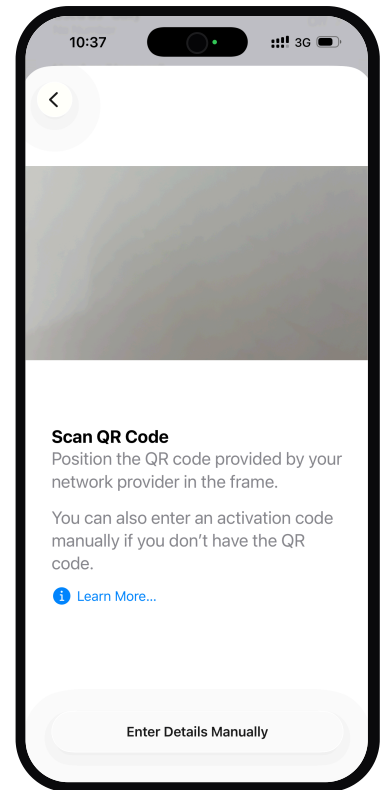 10:37 3G
Scan QR Code
Position the QR code provided by your
network provider in the frame.
You can also enter an activation code
manually if you don’t have the QR
code.
Learn More...
Enter Details Manually